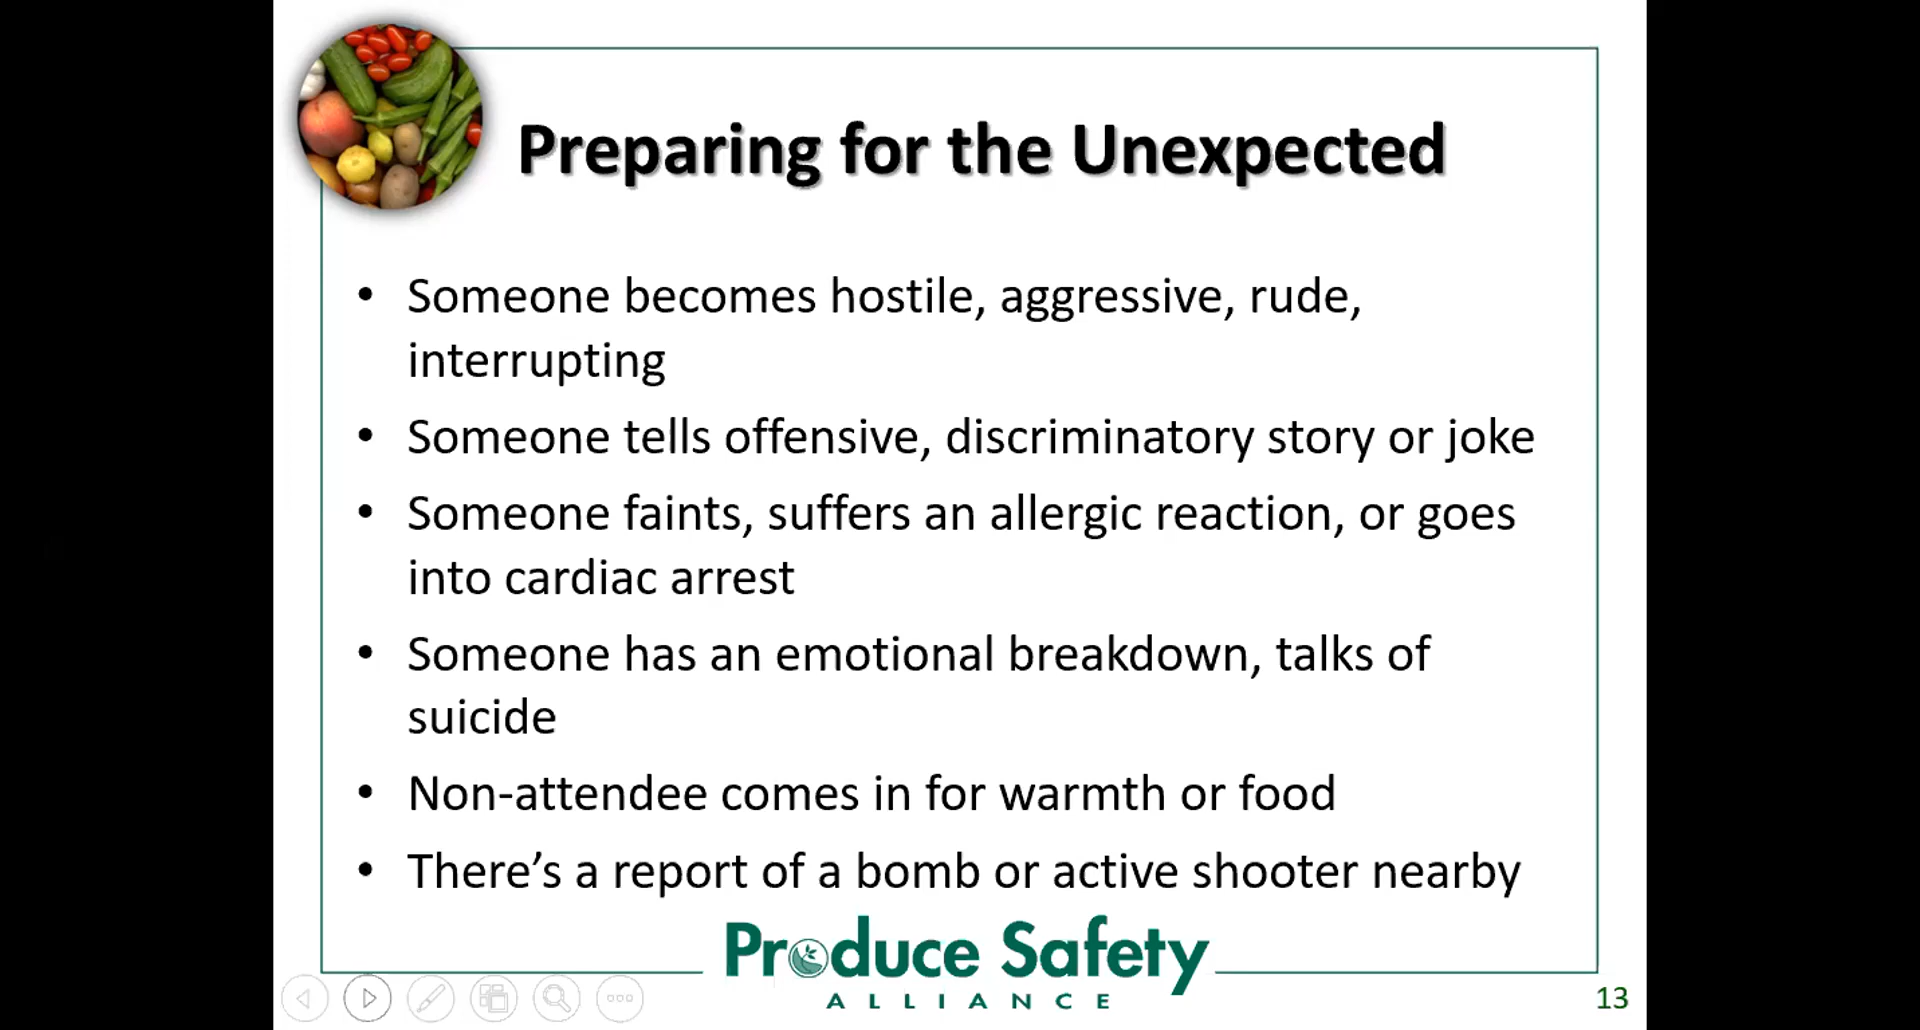 Preparing for the Unexpected
• Someone becomes hostile, aggressive, rude,
interrupting
• Someone tells offensive, discriminatory story or joke
• Someone faints, suffers an allergic reaction, or goes
into cardiac arrest
• Someone has an emotional breakdown, talks of
suicide
• Non-attendee comes in for warmth or food
• There’s a report of a bomb or active shooter nearby
Produce Safety
ALLIANCE
13